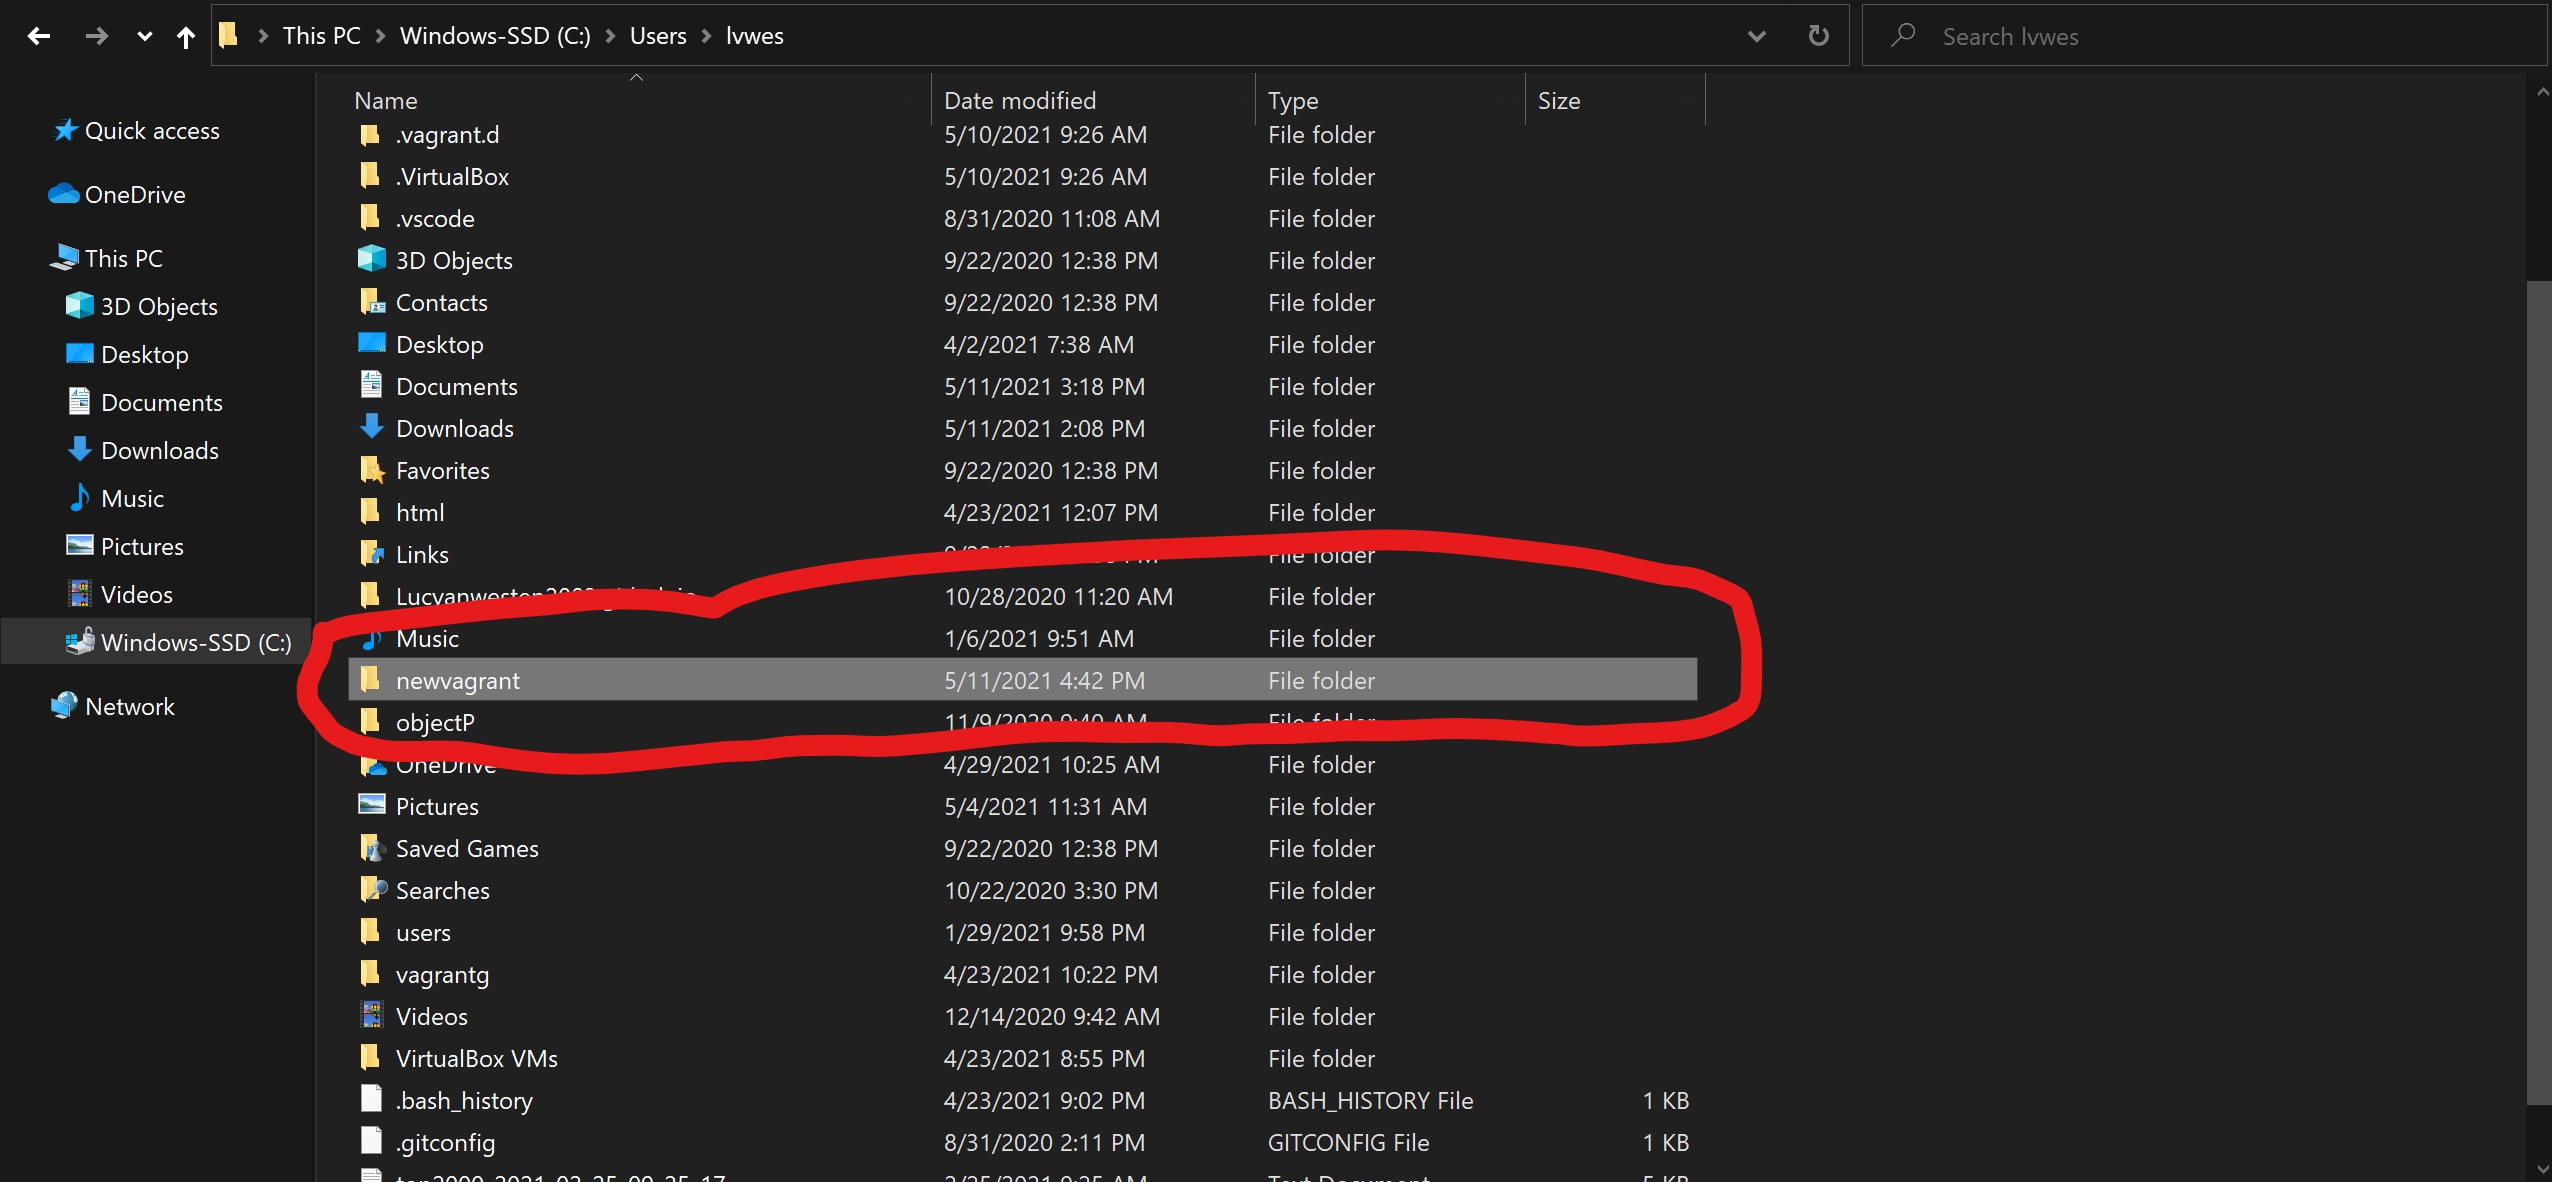 This PC > Windows-SSD (C:) > Users > lvwes
Search lvwes
Quick access
OneDrive
This PC
3D Objects
Desktop
Documents
Downloads
Music
Pictures
Videos
Windows-SSD (C:)
Network
Name Date modified Type Size
.vagrant.d 5/10/2021 9:26 AM File folder
.VirtualBox 5/10/2021 9:26 AM File folder
.vscode 8/31/2020 11:08 AM File folder
3D Objects 9/22/2020 12:38 PM File folder
Contacts 9/22/2020 12:38 PM File folder
Desktop 4/2/2021 7:38 AM File folder
Documents 5/11/2021 3:18 PM File folder
Downloads 5/11/2021 2:08 PM File folder
Favorites 9/22/2020 12:38 PM File folder
html 4/23/2021 12:07 PM File folder
Links File folder
10/28/2020 11:20 AM File folder
Music 1/6/2021 9:51 AM File folder
newvagrant 5/11/2021 4:42 PM File folder
objectP 11/9/2020 9:40 AM File folder
OneDrive 4/29/2021 10:25 AM File folder
Pictures 5/4/2021 11:31 AM File folder
Saved Games 9/22/2020 12:38 PM File folder
Searches 10/22/2020 3:30 PM File folder
users 1/29/2021 9:58 PM File folder
vagrantg 4/23/2021 10:22 PM File folder
Videos 12/14/2020 9:42 AM File folder
VirtualBox VMs 4/23/2021 8:55 PM File folder
.bash_history 4/23/2021 9:02 PM BASH_HISTORY File 1 KB
.gitconfig 8/31/2020 2:11 PM GITCONFIG File 1 KB
Text Document